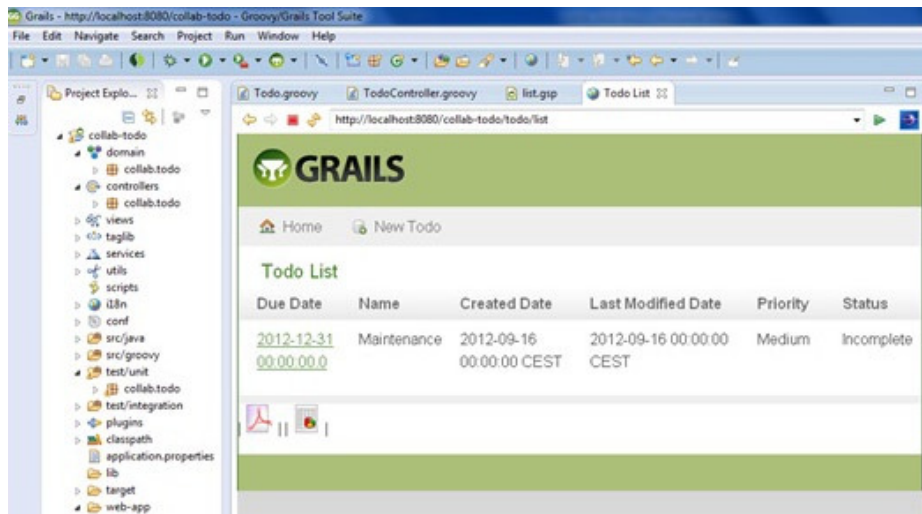 Grails - http://localhost:8080/collab-todo - Groovy/Grails Tool Suite
File Edit Navigate Search Project Run Window Help
Project Explo...
Todo.groovy TodoController.groovy list.gsp Todo List
http://localhost:8080/collab-todo/todo/list
collab-todo
domain
collab.todo
controllers
collab.todo
views
taglib
services
utils
scripts
i18n
conf
src/java
src/groovy
test/unit
collab.todo
test/integration
plugins
classpath
application.properties
lib
target
web-app
GRAILS
Home New Todo
Todo List
Due Date Name Created Date Last Modified Date Priority Status
2012-12-31 Maintenance 2012-09-16 2012-09-16 00:00:00 Medium Incomplete
00:00:00.0 00:00:00 CEST CEST
| || |